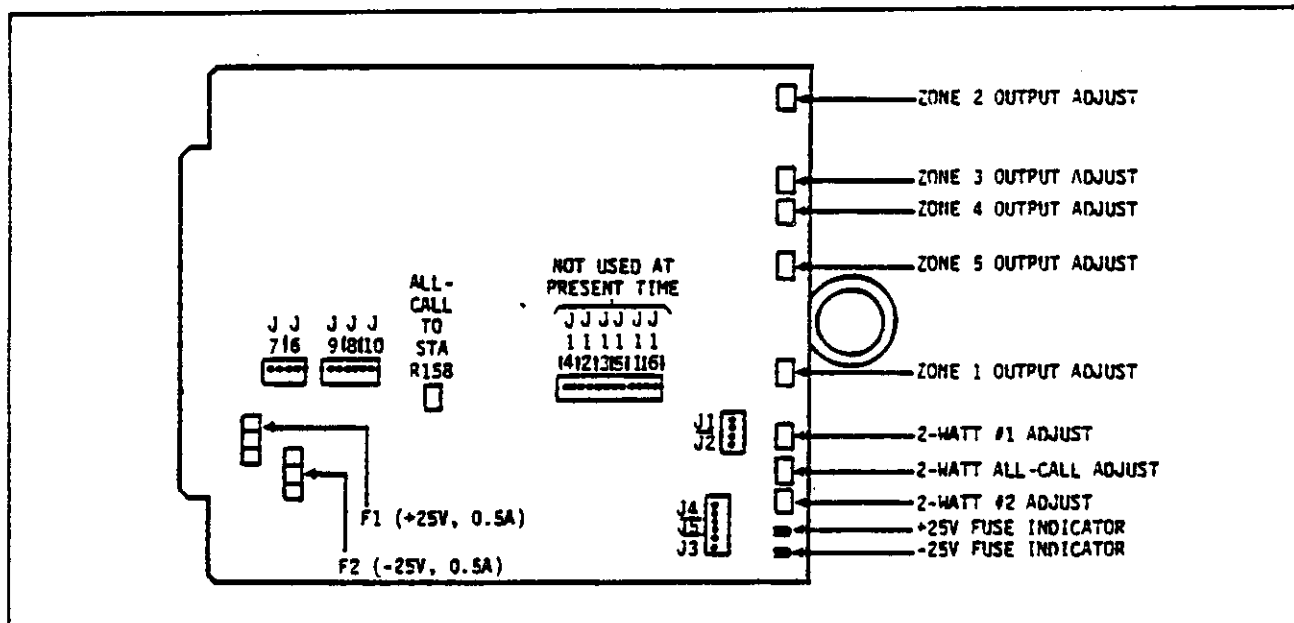 ZONE 2 OUTPUT ADJUST
ZONE 3 OUTPUT ADJUST
ZONE 4 OUTPUT ADJUST
ZONE 5 OUTPUT ADJUST
ALL-
CALL
TO
STA
R158
NOT USED AT
PRESENT TIME
J J
7 6
J J J
9 8 10
J J J J J J
1 1 1 1 1 1
4 2 3 5 1 6
ZONE 1 OUTPUT ADJUST
J1
J2
2-WATT #1 ADJUST
2-WATT ALL-CALL ADJUST
2-WATT #2 ADJUST
J4
J5
J3
+25V FUSE INDICATOR
-25V FUSE INDICATOR
F1 (+25V, 0.5A)
F2 (-25V, 0.5A)